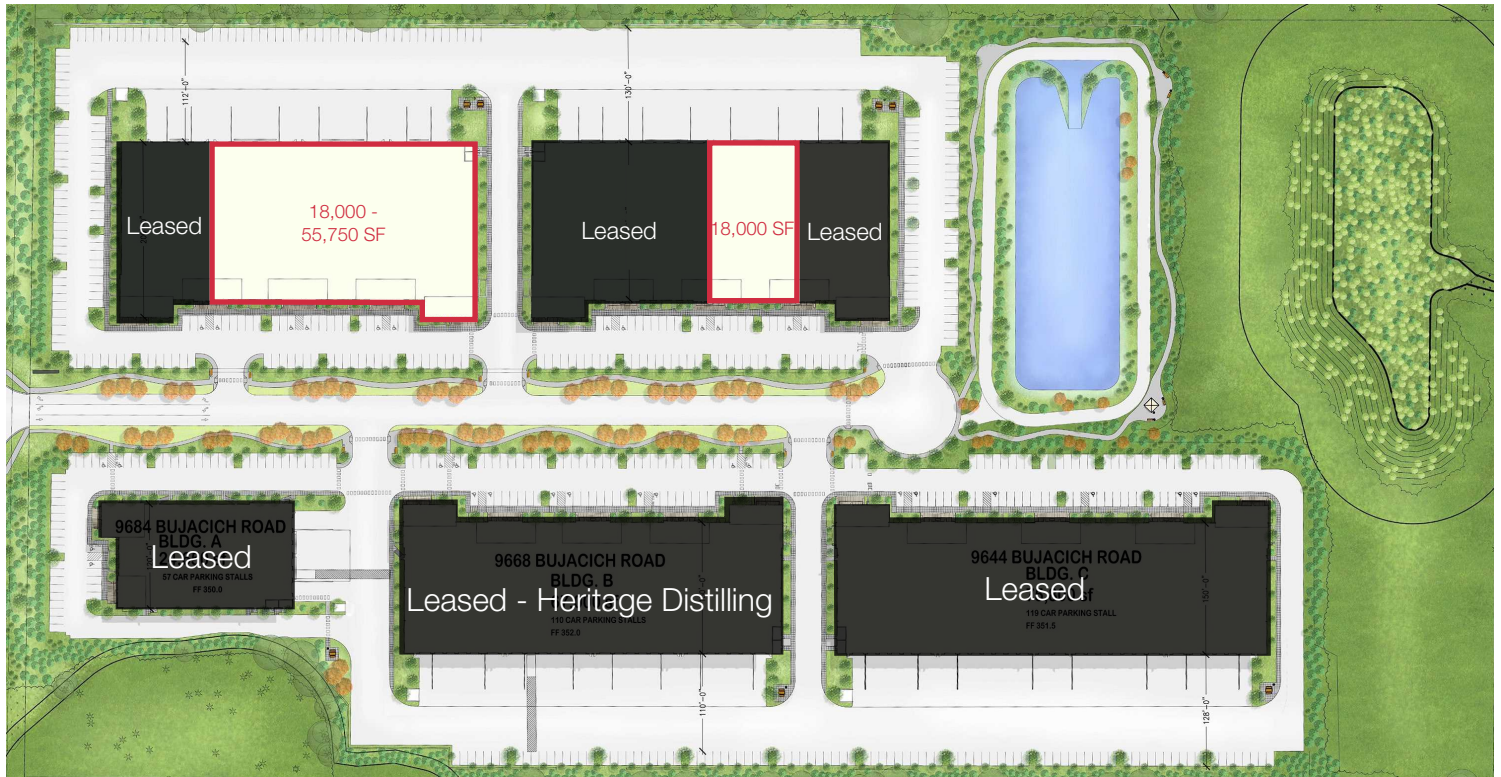 112'-0"
130'-0"
Leased
18,000 -
55,750 SF
Leased
18,000 SF
Leased
9684 BUJACICH ROAD
BLDG. A
Leased
57 CAR PARKING STALLS
FF 350.0
9668 BUJACICH ROAD
BLDG. B
Leased - Heritage Distilling
110 CAR PARKING STALLS
FF 352.0
9644 BUJACICH ROAD
BLDG. C
Leased
sf
119 CAR PARKING STALL
FF 351.5
150'-0"
110'-0"
128'-0"